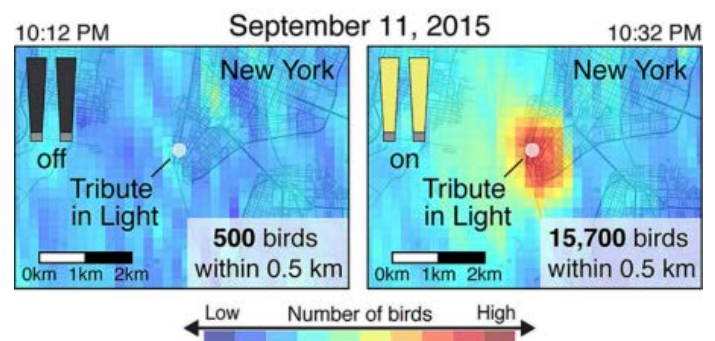 September 11, 2015
10:12 PM
New York
off
Tribute
in Light
500 birds
within 0.5 km
0km 1km 2km
10:32 PM
New York
on
Tribute
in Light
15,700 birds
within 0.5 km
0km 1km 2km
Low Number of birds High